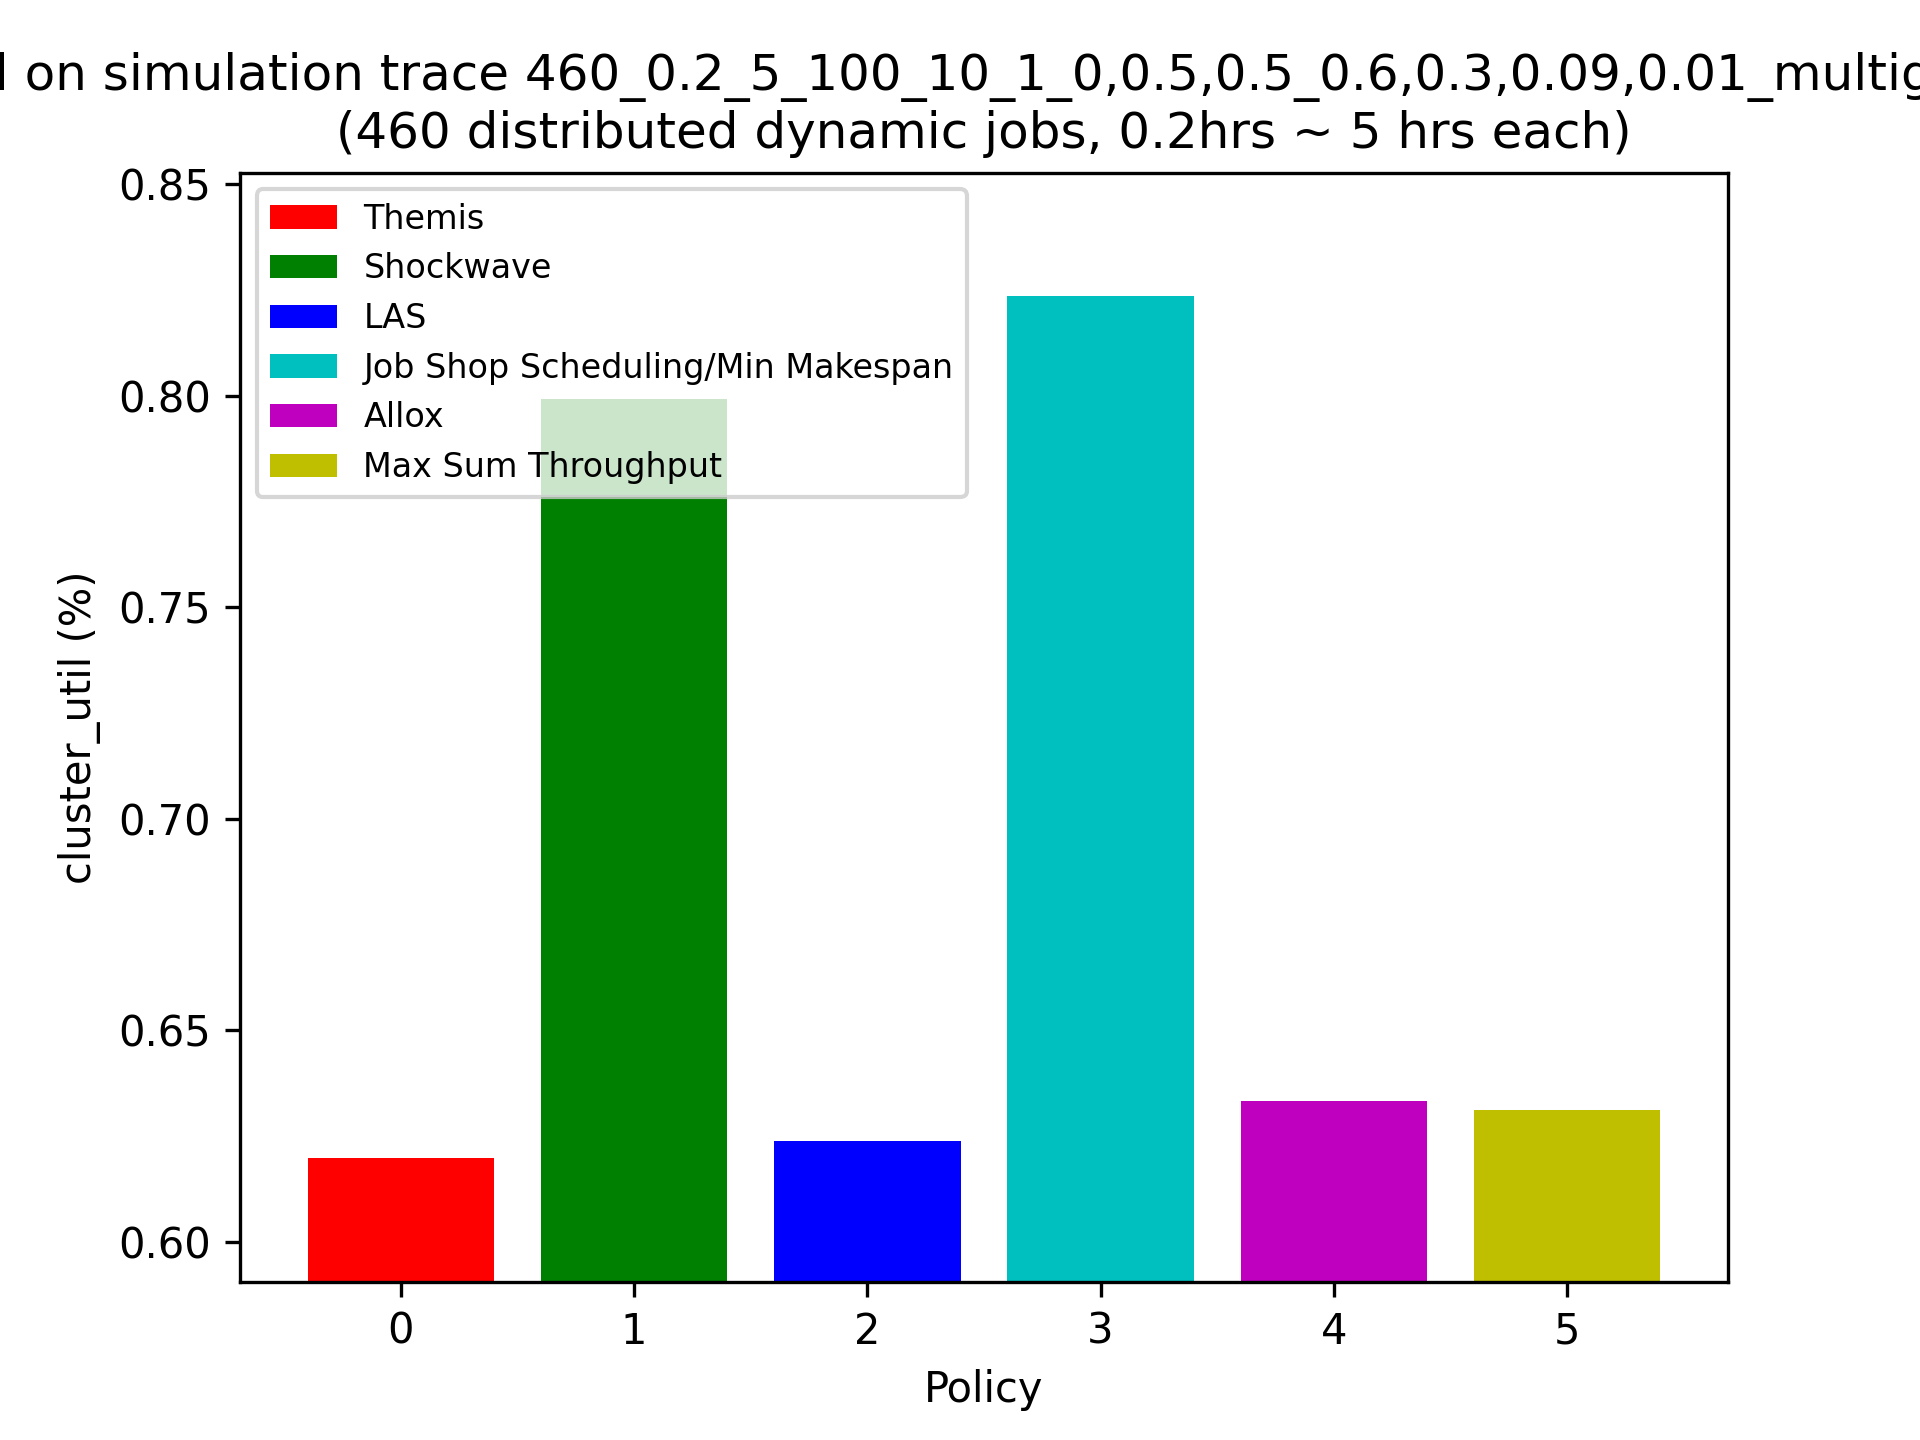 on simulation trace 460_0.2_5_100_10_1_0,0.5,0.5_0.6,0.3,0.09,0.01_multig
(460 distributed dynamic jobs, 0.2hrs ~ 5 hrs each)
0.85
0.80
0.75
0.70
0.65
0.60
cluster_util (%)
Themis
Shockwave
LAS
Job Shop Scheduling/Min Makespan
Allox
Max Sum Throughput
0 1 2 3 4 5
Policy